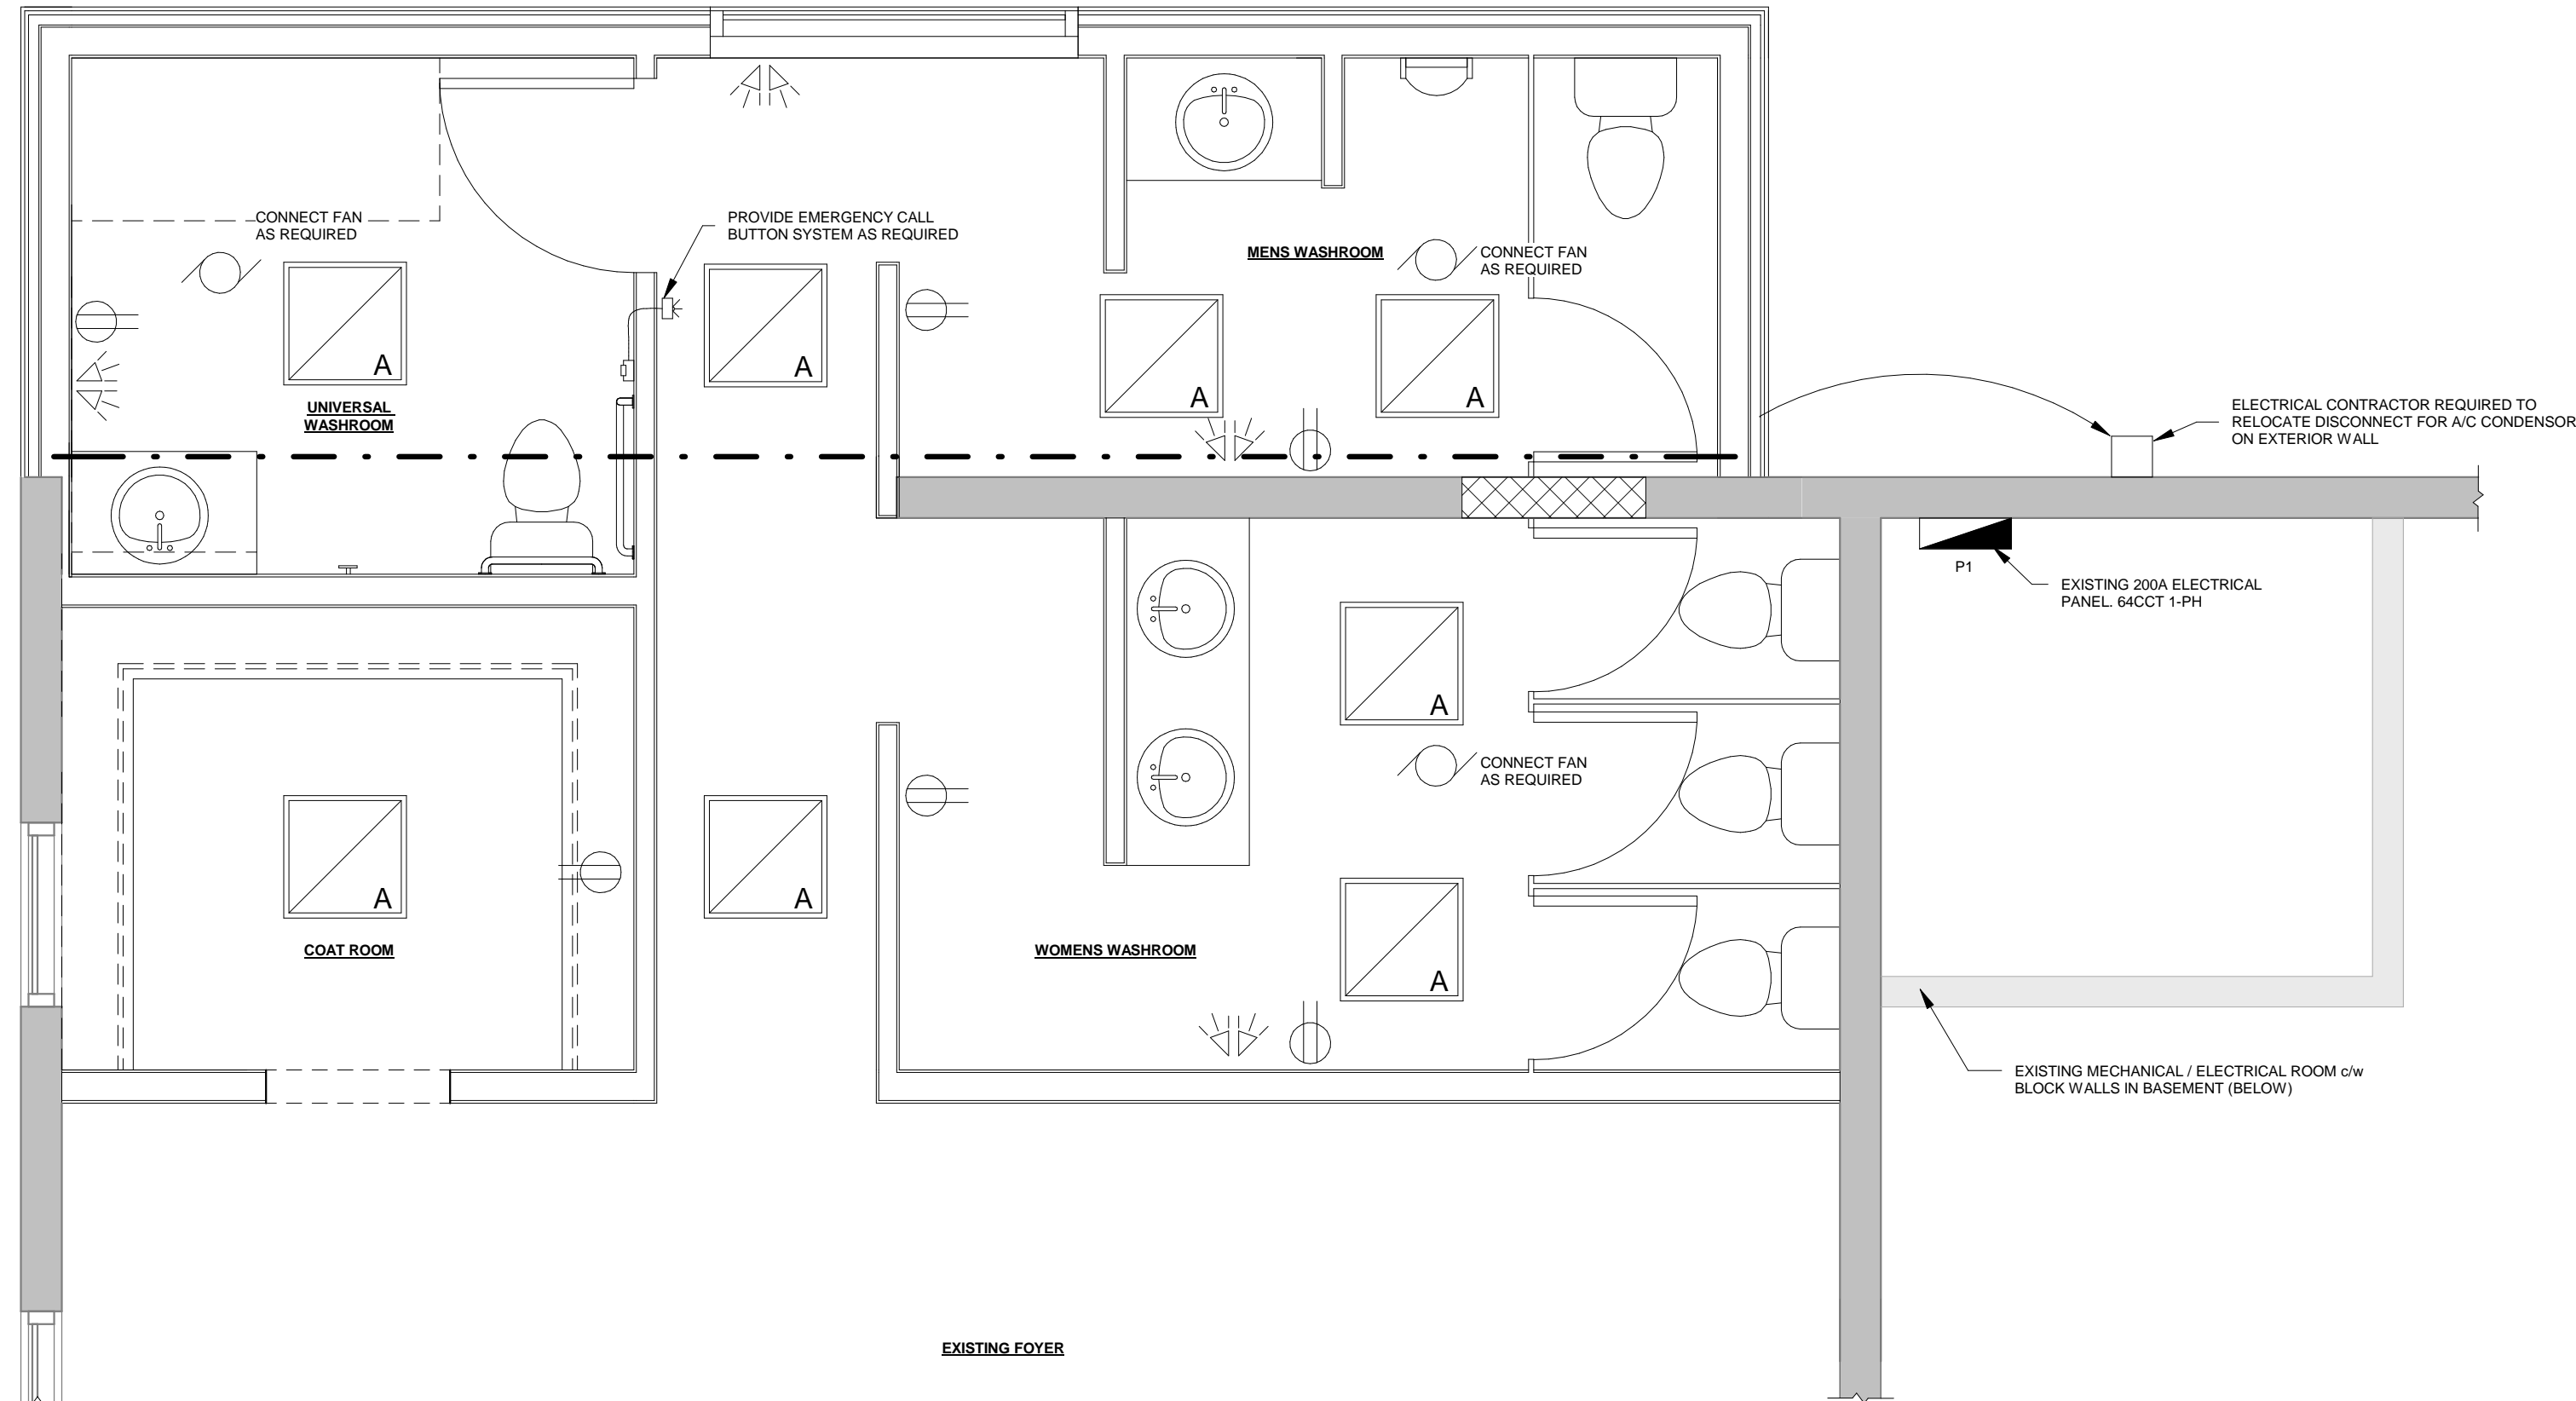 CONNECT FAN
AS REQUIRED
PROVIDE EMERGENCY CALL
BUTTON SYSTEM AS REQUIRED
MENS WASHROOM
CONNECT FAN
AS REQUIRED
A
A
A
A
UNIVERSAL
WASHROOM
ELECTRICAL CONTRACTOR REQUIRED TO
RELOCATE DISCONNECT FOR A/C CONDENSOR
ON EXTERIOR WALL
P1
EXISTING 200A ELECTRICAL
PANEL. 64CCT 1-PH
A
CONNECT FAN
AS REQUIRED
A
A
A
COAT ROOM
WOMENS WASHROOM
EXISTING MECHANICAL / ELECTRICAL ROOM c/w
BLOCK WALLS IN BASEMENT (BELOW)
EXISTING FOYER